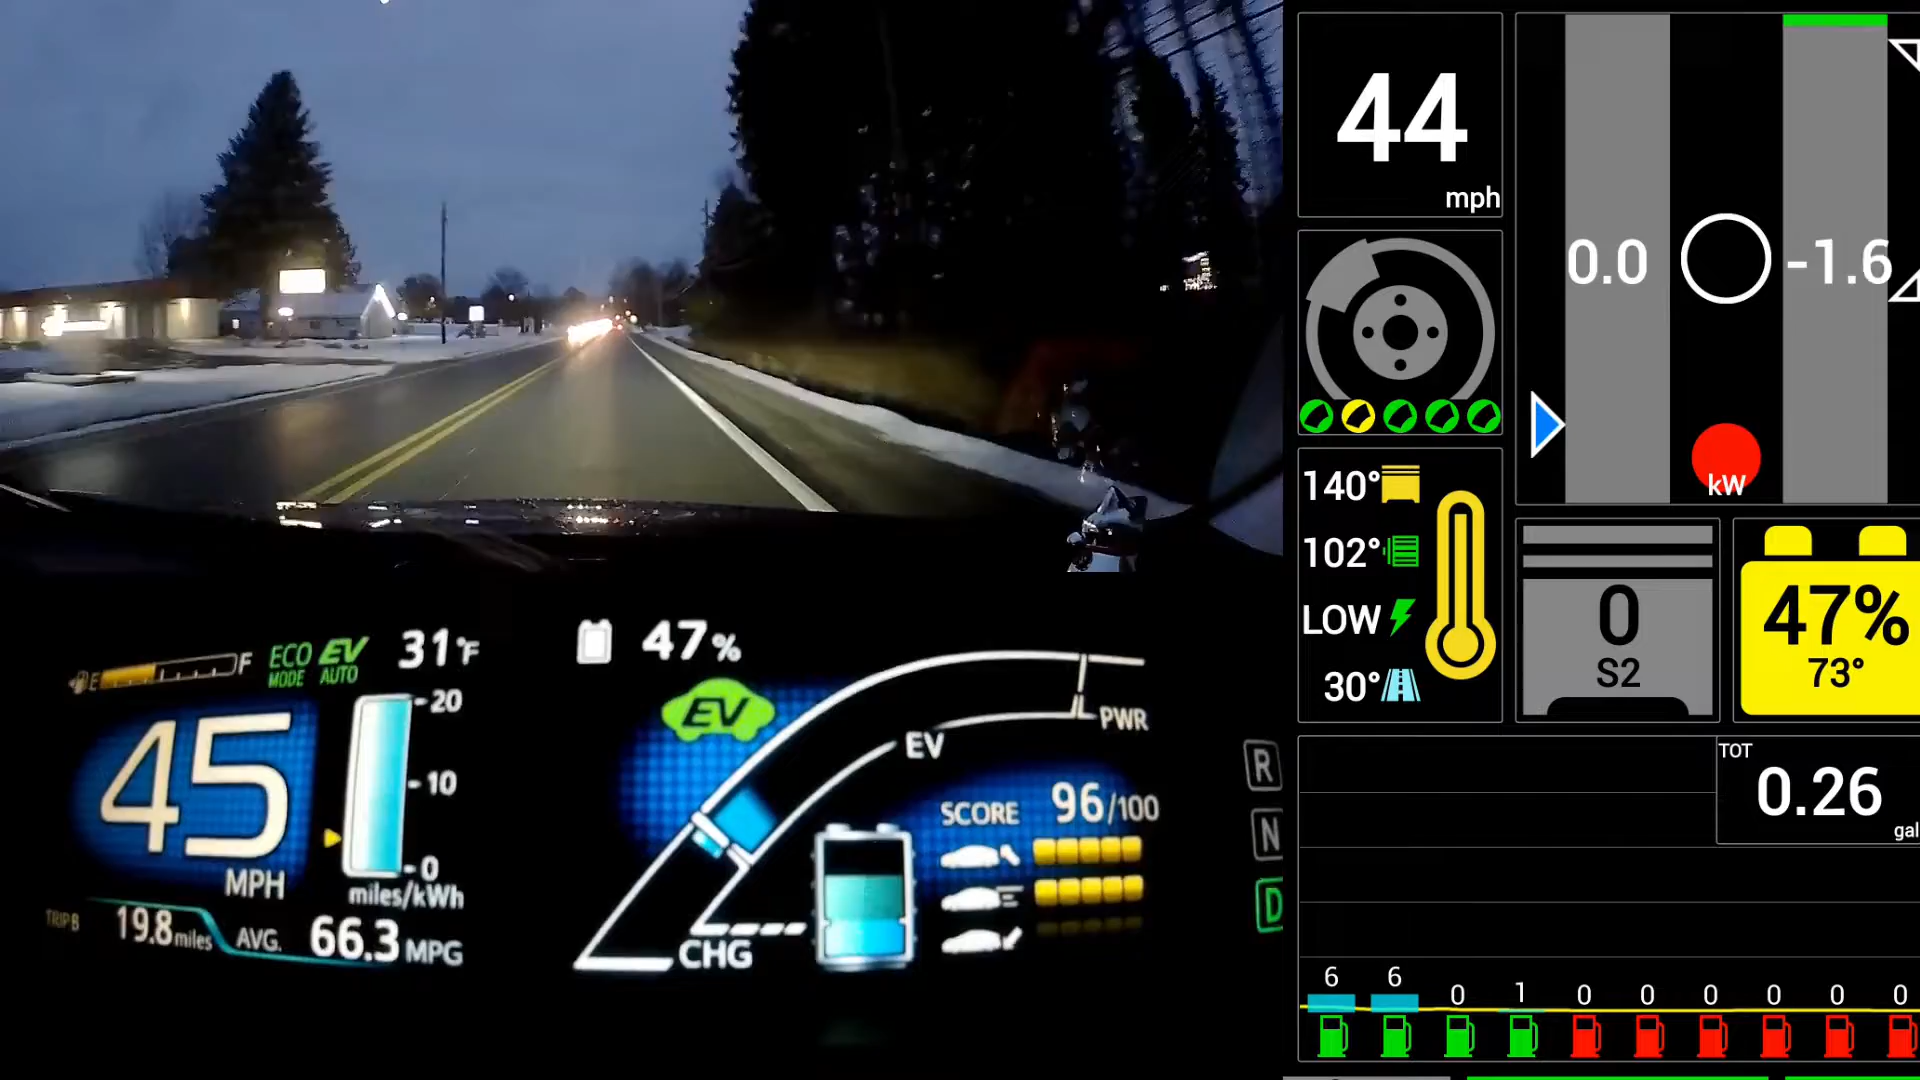 E F
ECO MODE
EV AUTO
31°F
45
MPH
20
10
0
miles/kWh
TRIP B 19.8 miles AVG. 66.3 MPG
47%
EV
PWR
EV
CHG
SCORE 96/100
R
N
D
44
mph
0.0
-1.6
kW
140°
102°
LOW
30°
0
S2
47%
73°
TOT
0.26
gal
6 6 0 1 0 0 0 0 0 0